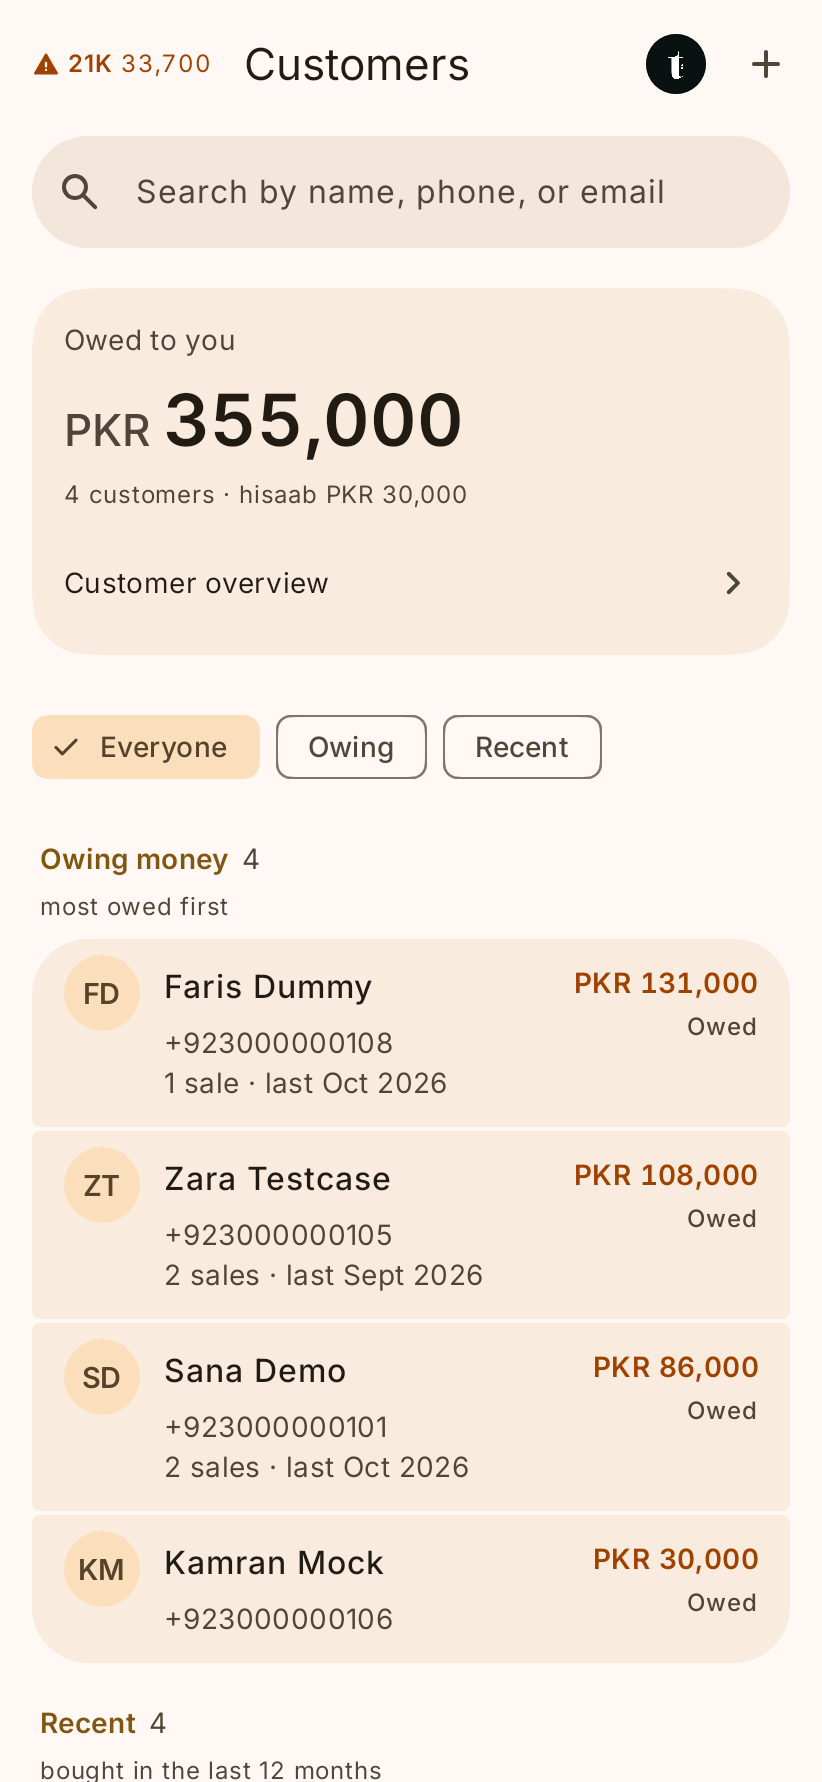 21K 33,700
Customers
t
Search by name, phone, or email
Owed to you
PKR 355,000
4 customers · hisaab PKR 30,000
Customer overview
Everyone
Owing
Recent
Owing money 4
most owed first
FD
Faris Dummy
PKR 131,000
Owed
+923000000108
1 sale · last Oct 2026
ZT
Zara Testcase
PKR 108,000
Owed
+923000000105
2 sales · last Sept 2026
SD
Sana Demo
PKR 86,000
Owed
+923000000101
2 sales · last Oct 2026
KM
Kamran Mock
PKR 30,000
Owed
+923000000106
Recent 4
bought in the last 12 months